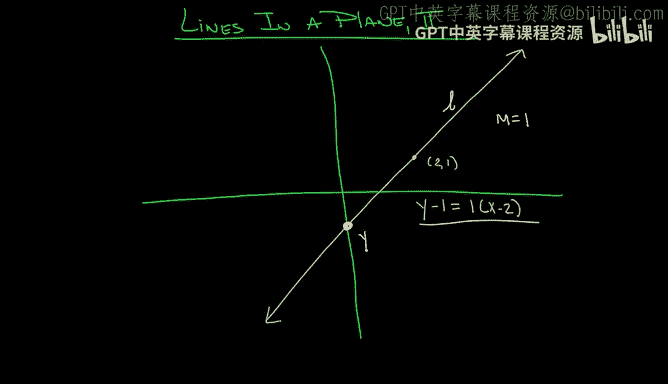 GPT中英字幕课程资源@bilibili.com
LINES IN A PLANE, II
GPT中英字幕课程资源 bilibili
l
M=1
(2,1)
Y-1=1(X-2)
Y